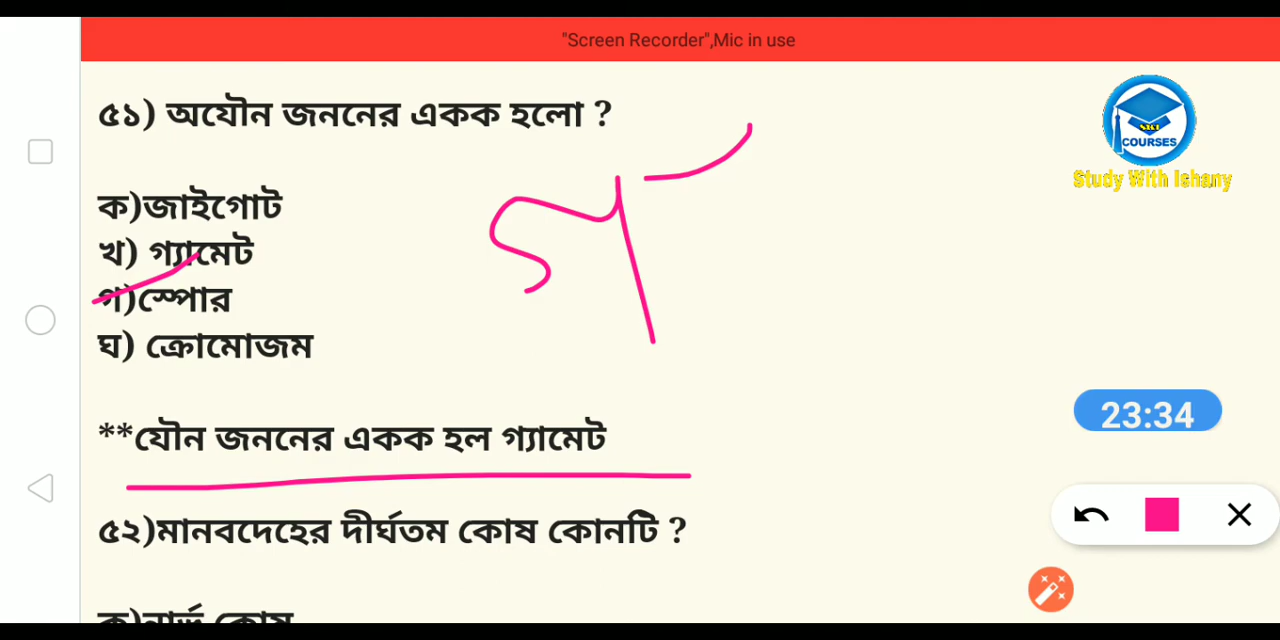 "Screen Recorder",Mic in use
৫১) অযৌন জননের একক হলো ?
COURSES
Study With Ishany
ক)জাইগোট
খ) গ্যামেট
গ)স্পোর
ঘ) ক্রোমোজম
23:34
**যৌন জননের একক হল গ্যামেট
৫২)মানবদেহের দীর্ঘতম কোষ কোনটি ?
ক)নার্ভ কোষ